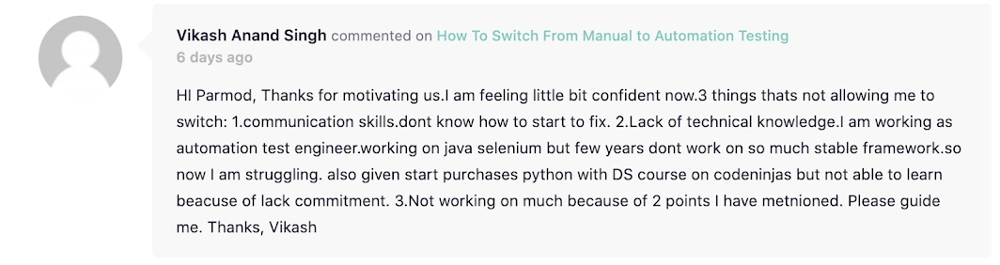 Vikash Anand Singh commented on How To Switch From Manual to Automation Testing
6 days ago
HI Parmod, Thanks for motivating us.I am feeling little bit confident now.3 things thats not allowing me to
switch: 1.communication skills.dont know how to start to fix. 2.Lack of technical knowledge.I am working as
automation test engineer.working on java selenium but few years dont work on so much stable framework.so
now I am struggling. also given start purchases python with DS course on codeninjas but not able to learn
beacuse of lack commitment. 3.Not working on much because of 2 points I have metnioned. Please guide
me. Thanks, Vikash